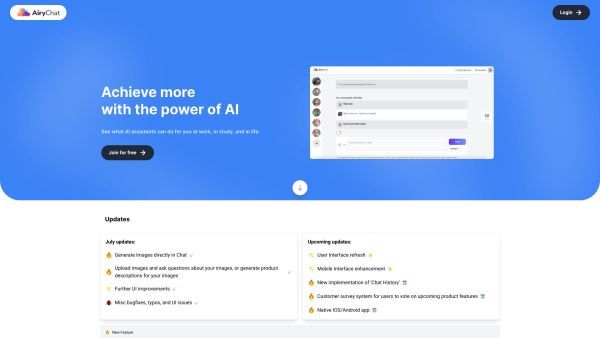 AiryChat
Login
Achieve more
with the power of AI
See what AI assistants can do for you at work, in study, and in life.
Join for free
Updates
July updates:
Generate Images directly in Chat
Upload images and ask questions about your images, or generate product
descriptions for your images
Further UI improvements
Misc bugfixes, typos, and UI issues
Upcoming updates:
User Interface refresh
Mobile Interface enhancement
New implementation of 'Chat History'
Customer survey system for users to vote on upcoming product features
Native IOS/Android app
New Feature